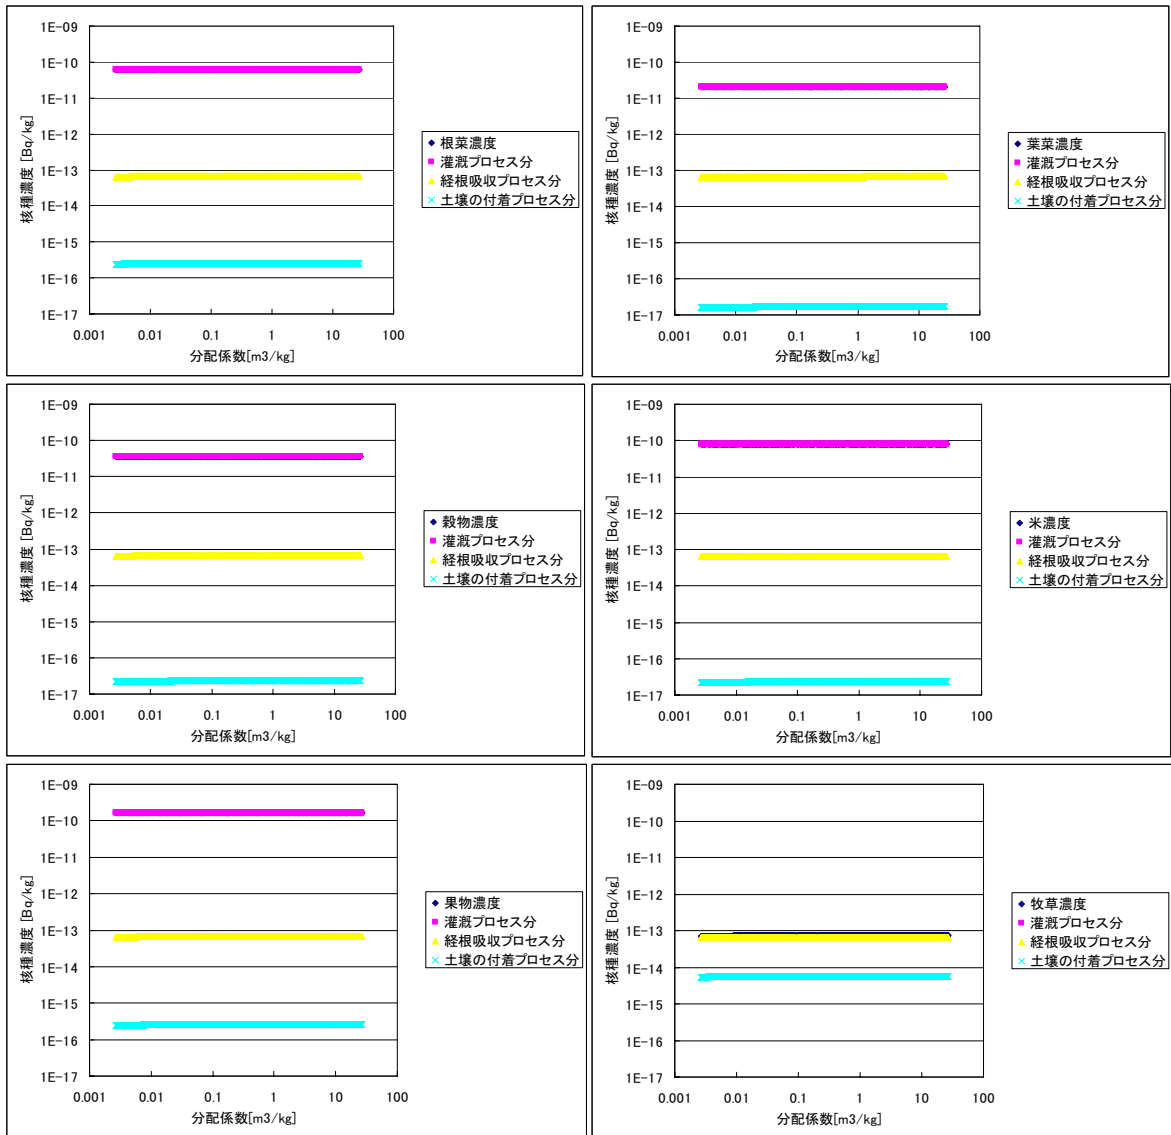 1E-09
1E-10
1E-11
1E-12
1E-13
1E-14
1E-15
1E-16
1E-17
核種濃度 [Bq/kg]
0.001 0.01 0.1 1 10 100
分配係数[m3/kg]
根菜濃度
灌漑プロセス分
経根吸収プロセス分
土壌の付着プロセス分
1E-09
1E-10
1E-11
1E-12
1E-13
1E-14
1E-15
1E-16
1E-17
核種濃度 [Bq/kg]
0.001 0.01 0.1 1 10 100
分配係数[m3/kg]
葉菜濃度
灌漑プロセス分
経根吸収プロセス分
土壌の付着プロセス分
1E-09
1E-10
1E-11
1E-12
1E-13
1E-14
1E-15
1E-16
1E-17
核種濃度 [Bq/kg]
0.001 0.01 0.1 1 10 100
分配係数[m3/kg]
穀物濃度
灌漑プロセス分
経根吸収プロセス分
土壌の付着プロセス分
1E-09
1E-10
1E-11
1E-12
1E-13
1E-14
1E-15
1E-16
1E-17
核種濃度 [Bq/kg]
0.001 0.01 0.1 1 10 100
分配係数[m3/kg]
米濃度
灌漑プロセス分
経根吸収プロセス分
土壌の付着プロセス分
1E-09
1E-10
1E-11
1E-12
1E-13
1E-14
1E-15
1E-16
1E-17
核種濃度 [Bq/kg]
0.001 0.01 0.1 1 10 100
分配係数[m3/kg]
果物濃度
灌漑プロセス分
経根吸収プロセス分
土壌の付着プロセス分
1E-09
1E-10
1E-11
1E-12
1E-13
1E-14
1E-15
1E-16
1E-17
核種濃度 [Bq/kg]
0.001 0.01 0.1 1 10 100
分配係数[m3/kg]
牧草濃度
灌漑プロセス分
経根吸収プロセス分
土壌の付着プロセス分